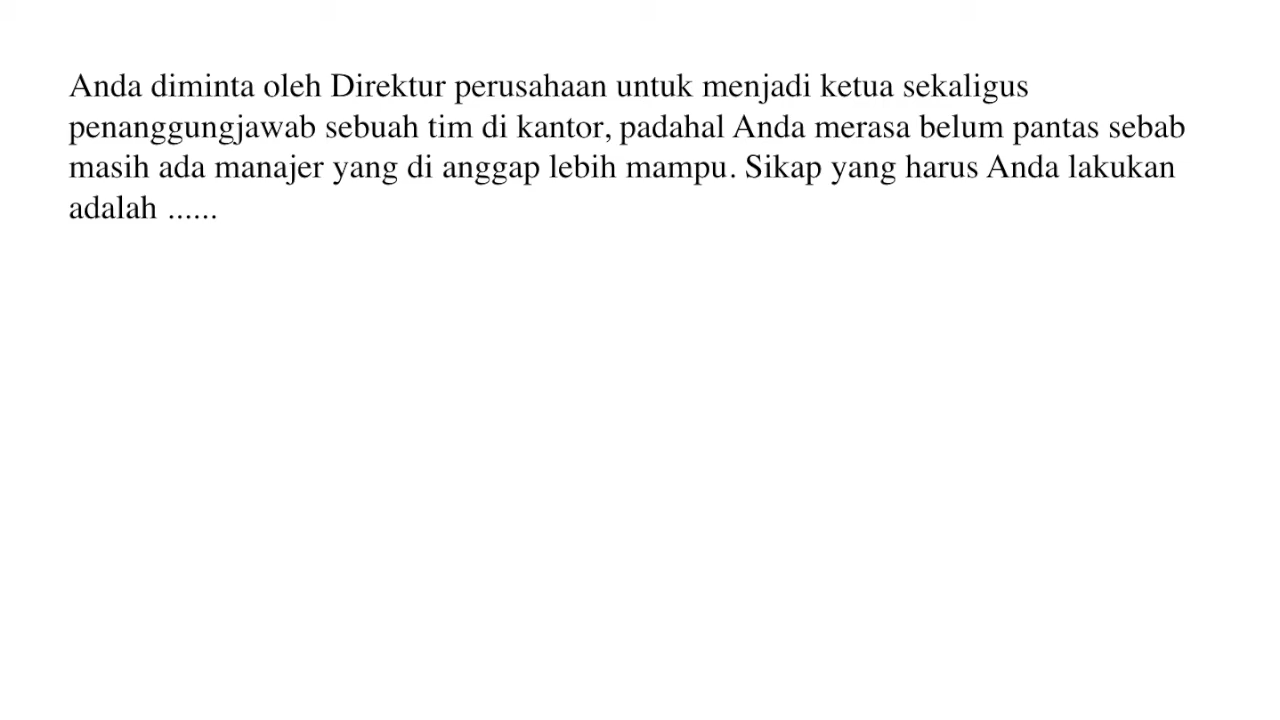 Anda diminta oleh Direktur perusahaan untuk menjadi ketua sekaligus
penanggungjawab sebuah tim di kantor, padahal Anda merasa belum pantas sebab
masih ada manajer yang di anggap lebih mampu. Sikap yang harus Anda lakukan
adalah ......